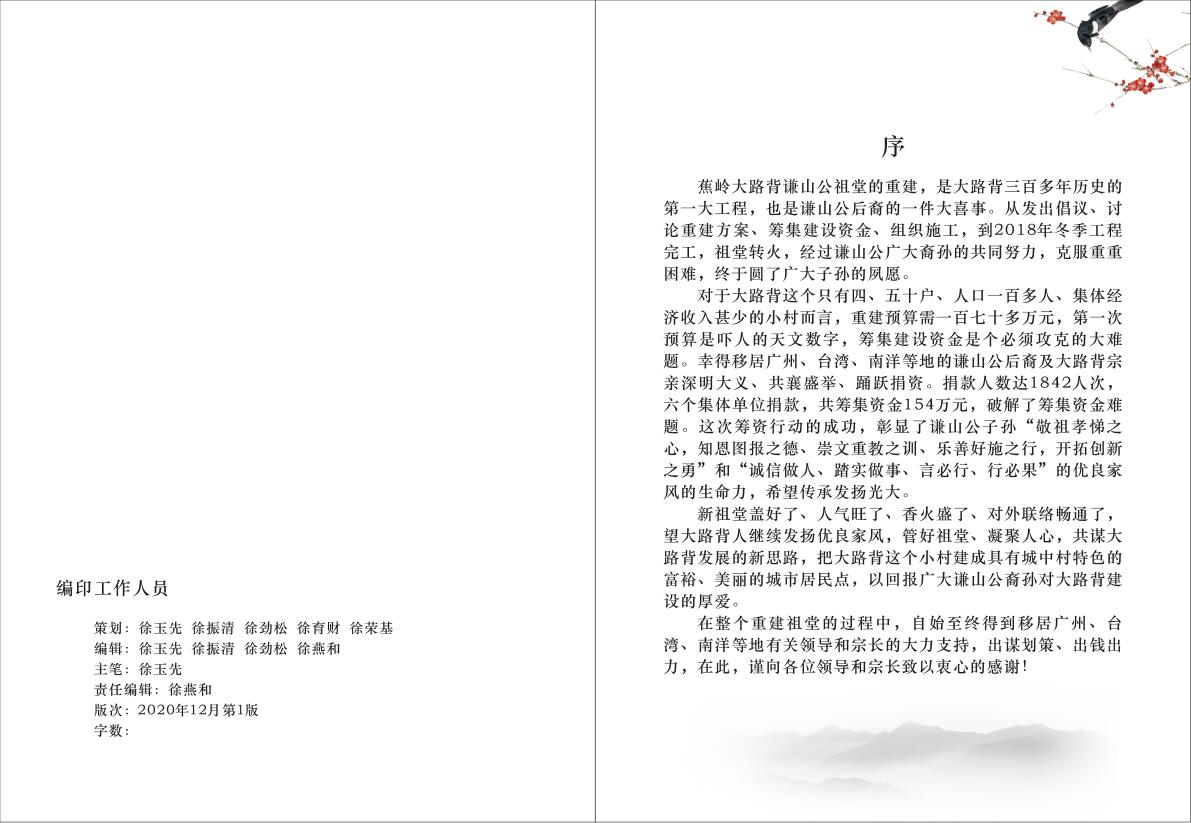 编印工作人员
策划：徐玉先 徐振清 徐劲松 徐育财 徐荣基
编辑：徐玉先 徐振清 徐劲松 徐燕和
主笔：徐玉先
责任编辑：徐燕和
版次：2020年12月第1版
字数：
序
蕉岭大路背谦山公祖堂的重建，是大路背三百多年历史的
第一大工程，也是谦山公后裔的一件大喜事。从发出倡议、讨
论重建方案、筹集建设资金、组织施工，到2018年冬季工程
完工，祖堂转火，经过谦山公广大裔孙的共同努力，克服重重
困难，终于圆了广大子孙的夙愿。
对于大路背这个只有四、五十户、人口一百多人、集体经
济收入甚少的小村而言，重建预算需一百七十多万元，第一次
预算是吓人的天文数字，筹集建设资金是个必须攻克的大难
题。幸得移居广州、台湾、南洋等地的谦山公后裔及大路背宗
亲深明大义、共襄盛举、踊跃捐资。捐款人数达1842人次，
六个集体单位捐款，共筹集资金154万元，破解了筹集资金难
题。这次筹资行动的成功，彰显了谦山公子孙“敬祖孝悌之
心，知恩图报之德、崇文重教之训、乐善好施之行，开拓创新
之勇”和“诚信做人、踏实做事、言必行、行必果”的优良家
风的生命力，希望传承发扬光大。
新祖堂盖好了、人气旺了、香火盛了、对外联络畅通了，
望大路背人继续发扬优良家风，管好祖堂、凝聚人心，共谋大
路背发展的新思路，把大路背这个小村建成具有城中村特色的
富裕、美丽的城市居民点，以回报广大谦山公裔孙对大路背建
设的厚爱。
在整个重建祖堂的过程中，自始至终得到移居广州、台
湾、南洋等地有关领导和宗长的大力支持，出谋划策、出钱出
力，在此，谨向各位领导和宗长致以衷心的感谢！